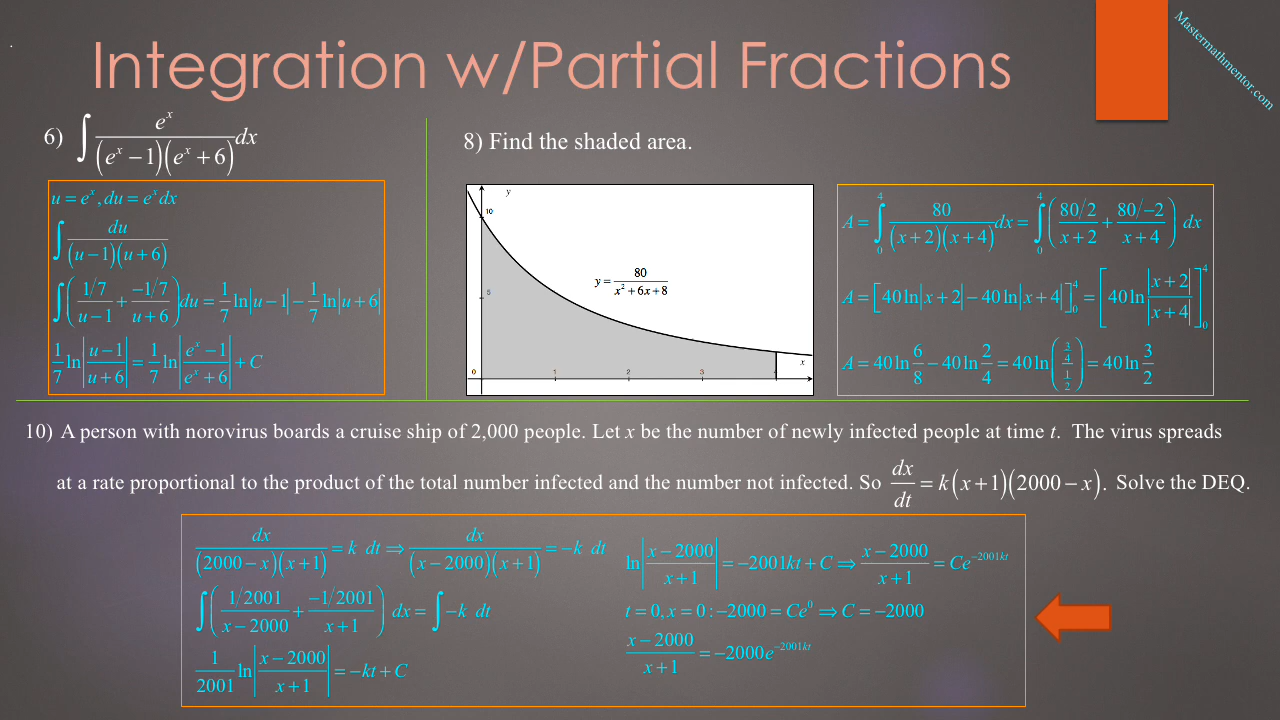 Integration w/Partial Fractions
Mastermathmentor.com
6) ∫ e^x / ((e^x − 1)(e^x + 6)) dx
u = e^x, du = e^x dx
∫ du / ((u − 1)(u + 6))
∫ ( (1/7)/(u − 1) + (−1/7)/(u + 6) ) du = 1/7 ln|u − 1| − 1/7 ln|u + 6|
1/7 ln|(u − 1)/(u + 6)| = 1/7 ln|(e^x − 1)/(e^x + 6)| + C
8) Find the shaded area.
y
10
5
y = 80 / (x² + 6x + 8)
x
0 1 2 3 4
A = ∫_0^4 80 / ((x + 2)(x + 4)) dx = ∫_0^4 ( (80/2)/(x + 2) + (80/−2)/(x + 4) ) dx
A = [40 ln|x + 2| − 40 ln|x + 4|]_0^4 = [40 ln |x + 2|/|x + 4|]_0^4
A = 40 ln 6/8 − 40 ln 2/4 = 40 ln( (3/4)/(1/2) ) = 40 ln 3/2
10) A person with norovirus boards a cruise ship of 2,000 people. Let x be the number of newly infected people at time t. The virus spreads
at a rate proportional to the product of the total number infected and the number not infected. So dx/dt = k(x + 1)(2000 − x). Solve the DEQ.
dx / ((2000 − x)(x + 1)) = k dt ⇒ dx / ((x − 2000)(x + 1)) = −k dt
∫ ( (1/2001)/(x − 2000) + (−1/2001)/(x + 1) ) dx = ∫ −k dt
1/2001 ln|(x − 2000)/(x + 1)| = −kt + C
ln|(x − 2000)/(x + 1)| = −2001kt + C ⇒ (x − 2000)/(x + 1) = Ce^(−2001kt)
t = 0, x = 0 : −2000 = Ce^0 ⇒ C = −2000
(x − 2000)/(x + 1) = −2000e^(−2001kt)